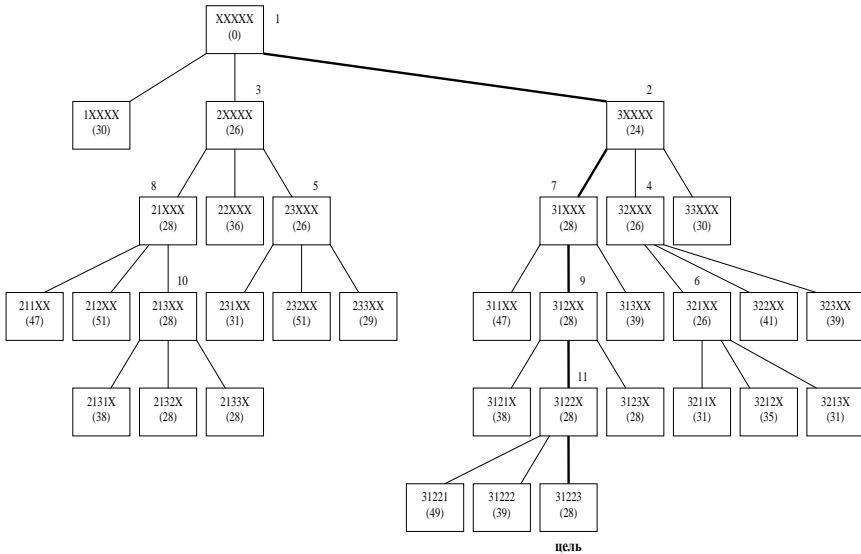 XXXXX 1
(0)
3 2
1XXXX 2XXXX 3XXXX
(30) (26) (24)
8 5 7 4
21XXX 22XXX 23XXX 31XXX 32XXX 33XXX
(28) (36) (26) (28) (26) (30)
10 9 6
211XX 212XX 213XX 231XX 232XX 233XX 311XX 312XX 313XX 321XX 322XX 323XX
(47) (51) (28) (31) (51) (29) (47) (28) (39) (26) (41) (39)
11
2131X 2132X 2133X 3121X 3122X 3123X 3211X 3212X 3213X
(38) (28) (28) (38) (28) (28) (31) (35) (31)
31221 31222 31223
(49) (39) (28)
цель